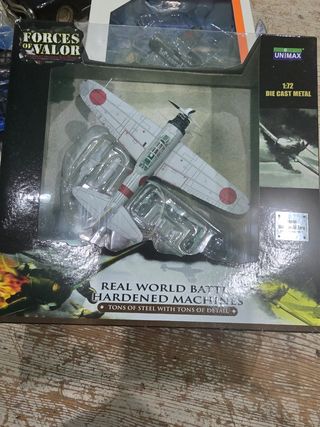 FORCES
OF VALOR
UNIMAX
1:72
DIE CAST METAL
REAL WORLD BATTLE
HARDENED MACHINES
TONS OF STEEL WITH TONS OF DETAIL